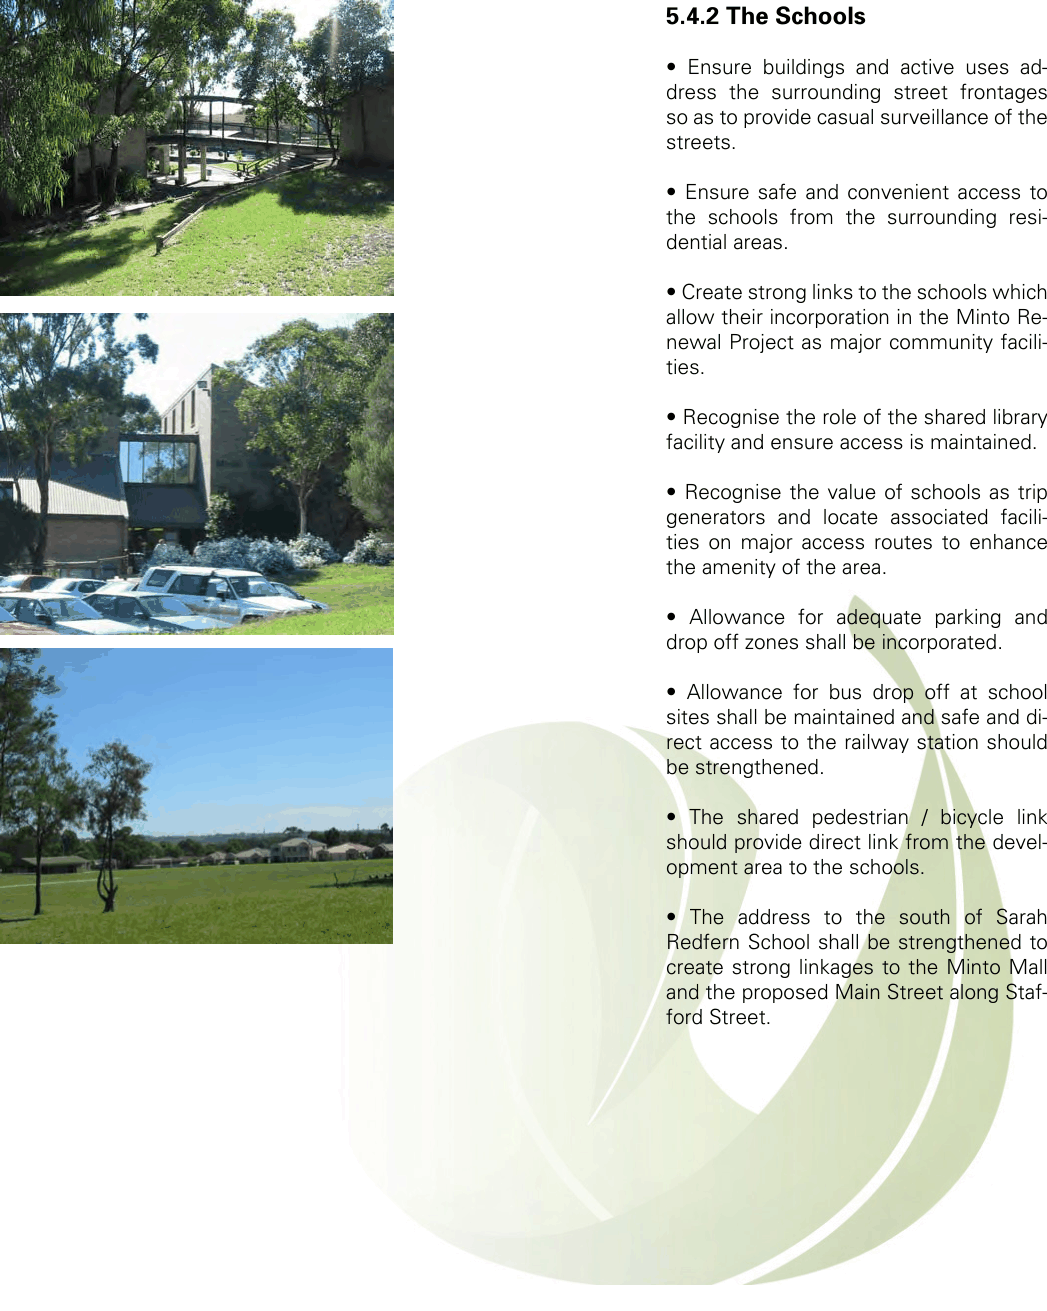 5.4.2 The Schools
• Ensure buildings and active uses ad-
dress the surrounding street frontages
so as to provide casual surveillance of the
streets.
• Ensure safe and convenient access to
the schools from the surrounding resi-
dential areas.
• Create strong links to the schools which
allow their incorporation in the Minto Re-
newal Project as major community facili-
ties.
• Recognise the role of the shared library
facility and ensure access is maintained.
• Recognise the value of schools as trip
generators and locate associated facili-
ties on major access routes to enhance
the amenity of the area.
• Allowance for adequate parking and
drop off zones shall be incorporated.
• Allowance for bus drop off at school
sites shall be maintained and safe and di-
rect access to the railway station should
be strengthened.
• The shared pedestrian / bicycle link
should provide direct link from the devel-
opment area to the schools.
• The address to the south of Sarah
Redfern School shall be strengthened to
create strong linkages to the Minto Mall
and the proposed Main Street along Staf-
ford Street.